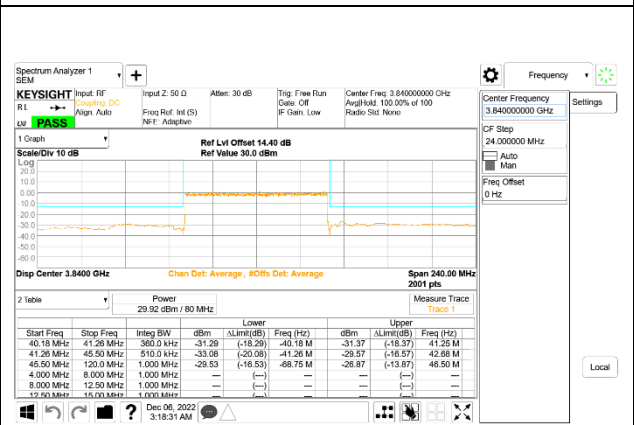 Spectrum Analyzer 1
SEM
Frequency
KEYSIGHT
Input: RF
Coupling: DC
Align: Auto
Input Z: 50 Ω
Freq Ref: Int (S)
NFE: Adaptive
Atten: 30 dB
Trig: Free Run
Gate: Off
IF Gain: Low
Center Freq: 3.840000000 GHz
Avg|Hold: 100.00% of 100
Radio Std: None
RL
PASS
Center Frequency
3.840000000 GHz
Settings
CF Step
24.000000 MHz
Auto
Man
Freq Offset
0 Hz
1 Graph
Scale/Div 10 dB
Ref Lvl Offset 14.40 dB
Ref Value 30.0 dBm
Log
20.0
10.0
0.00
-10.0
-20.0
-30.0
-40.0
-50.0
-60.0
Disp Center 3.8400 GHz
Chan Det: Average , #Offs Det: Average
Span 240.00 MHz
2001 pts
2 Table
Power
29.92 dBm / 80 MHz
Measure Trace
Trace 1
Lower Upper
Start Freq Stop Freq Integ BW dBm ΔLimit(dB) Freq (Hz) dBm ΔLimit(dB) Freq (Hz)
40.18 MHz 41.26 MHz 360.0 kHz -31.29 (-18.29) -40.18 M -31.37 (-18.37) 41.25 M
41.26 MHz 45.50 MHz 510.0 kHz -33.08 (-20.08) -41.26 M -29.57 (-16.57) 42.68 M
45.50 MHz 120.0 MHz 1.000 MHz -29.53 (-16.53) -68.75 M -26.87 (-13.87) 46.50 M
4.000 MHz 8.000 MHz 1.000 MHz --- (---) --- --- (---) ---
8.000 MHz 12.50 MHz 1.000 MHz --- (---) --- --- (---) ---
12.50 MHz 15.00 MHz 1.000 MHz --- (---) --- --- (---) ---
Local
?
Dec 06, 2022
3:18:31 AM